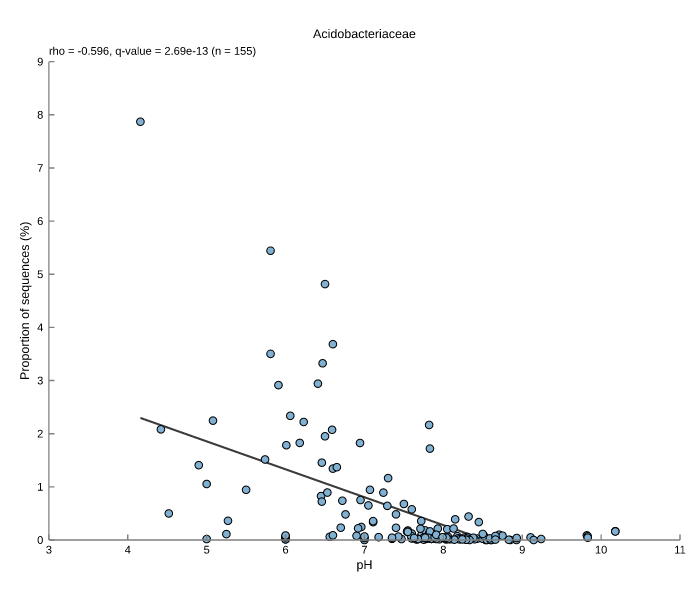 Acidobacteriaceae
rho = -0.596, q-value = 2.69e-13 (n = 155)
9
8
7
6
5
4
3
2
1
0
Proportion of sequences (%)
3 4 5 6 7 8 9 10 11
pH